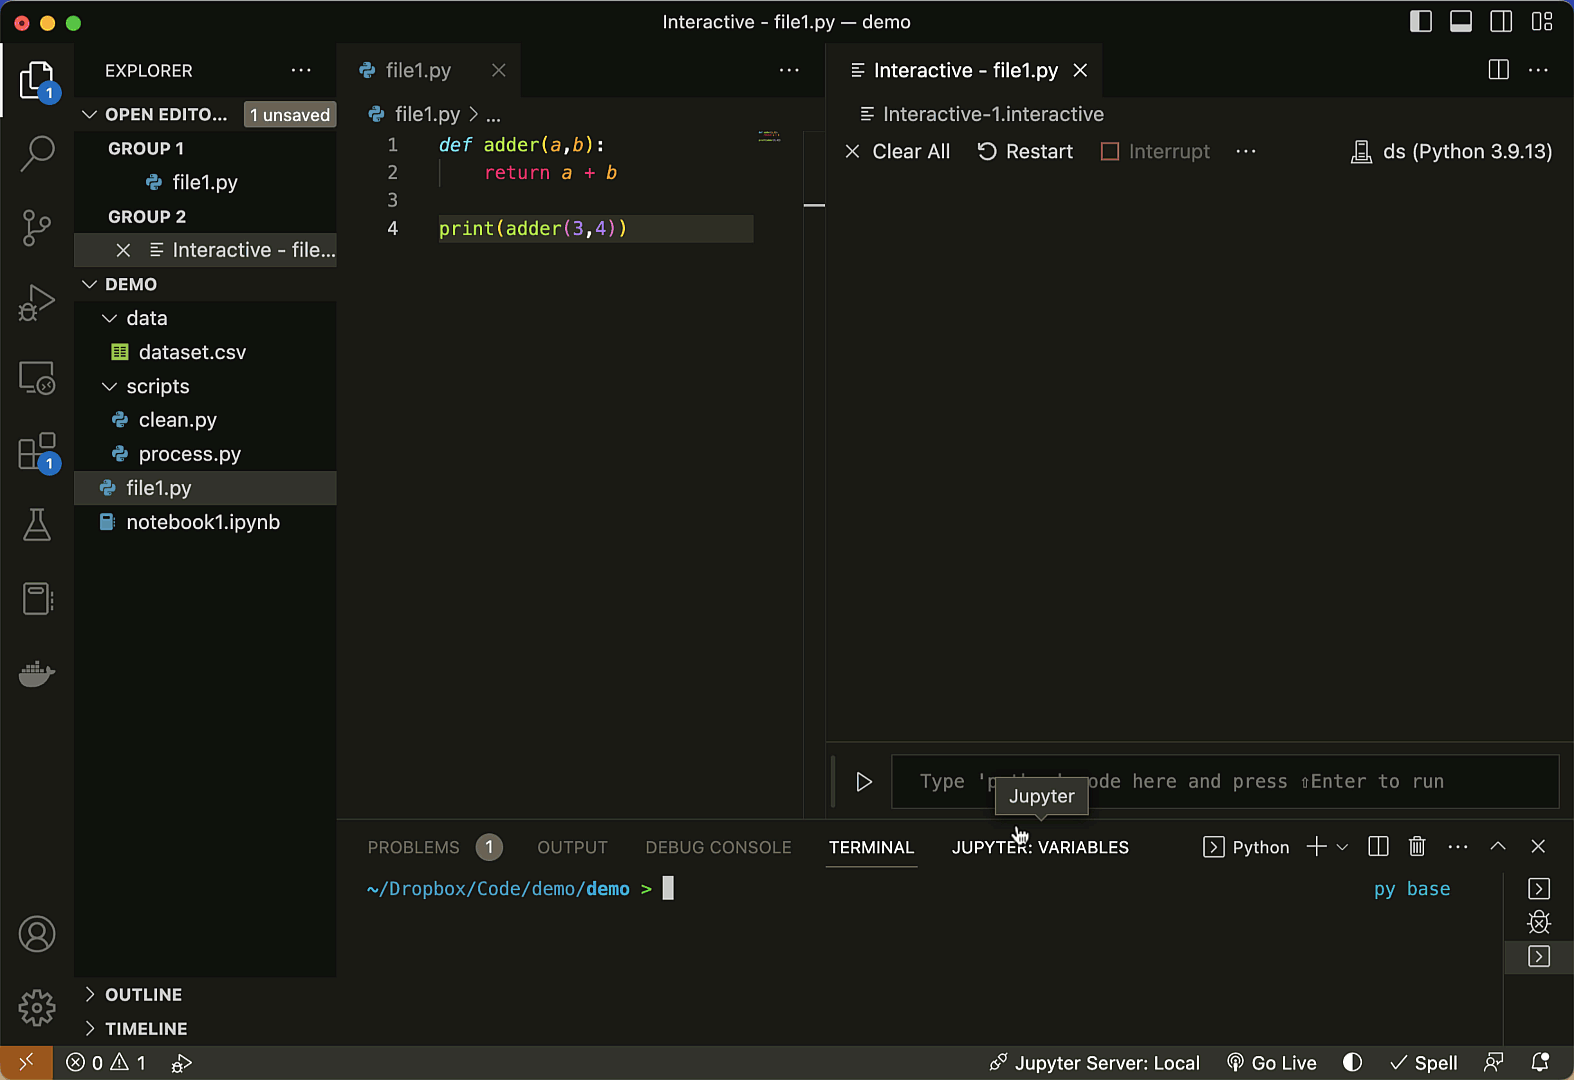 Interactive - file1.py — demo
EXPLORER
1
OPEN EDITO... 1 unsaved
GROUP 1
file1.py
GROUP 2
Interactive - file...
DEMO
data
dataset.csv
scripts
clean.py
process.py
1
file1.py
notebook1.ipynb
OUTLINE
TIMELINE
file1.py
file1.py > ...
1 def adder(a,b):
2 return a + b
3
4 print(adder(3,4))
Interactive - file1.py
Interactive-1.interactive
Clear All Restart Interrupt ... ds (Python 3.9.13)
Type 'p ode here and press ⇧Enter to run
Jupyter
PROBLEMS 1 OUTPUT DEBUG CONSOLE TERMINAL JUPYTER: VARIABLES Python
~/Dropbox/Code/demo/demo > py base
0 1 Jupyter Server: Local Go Live Spell